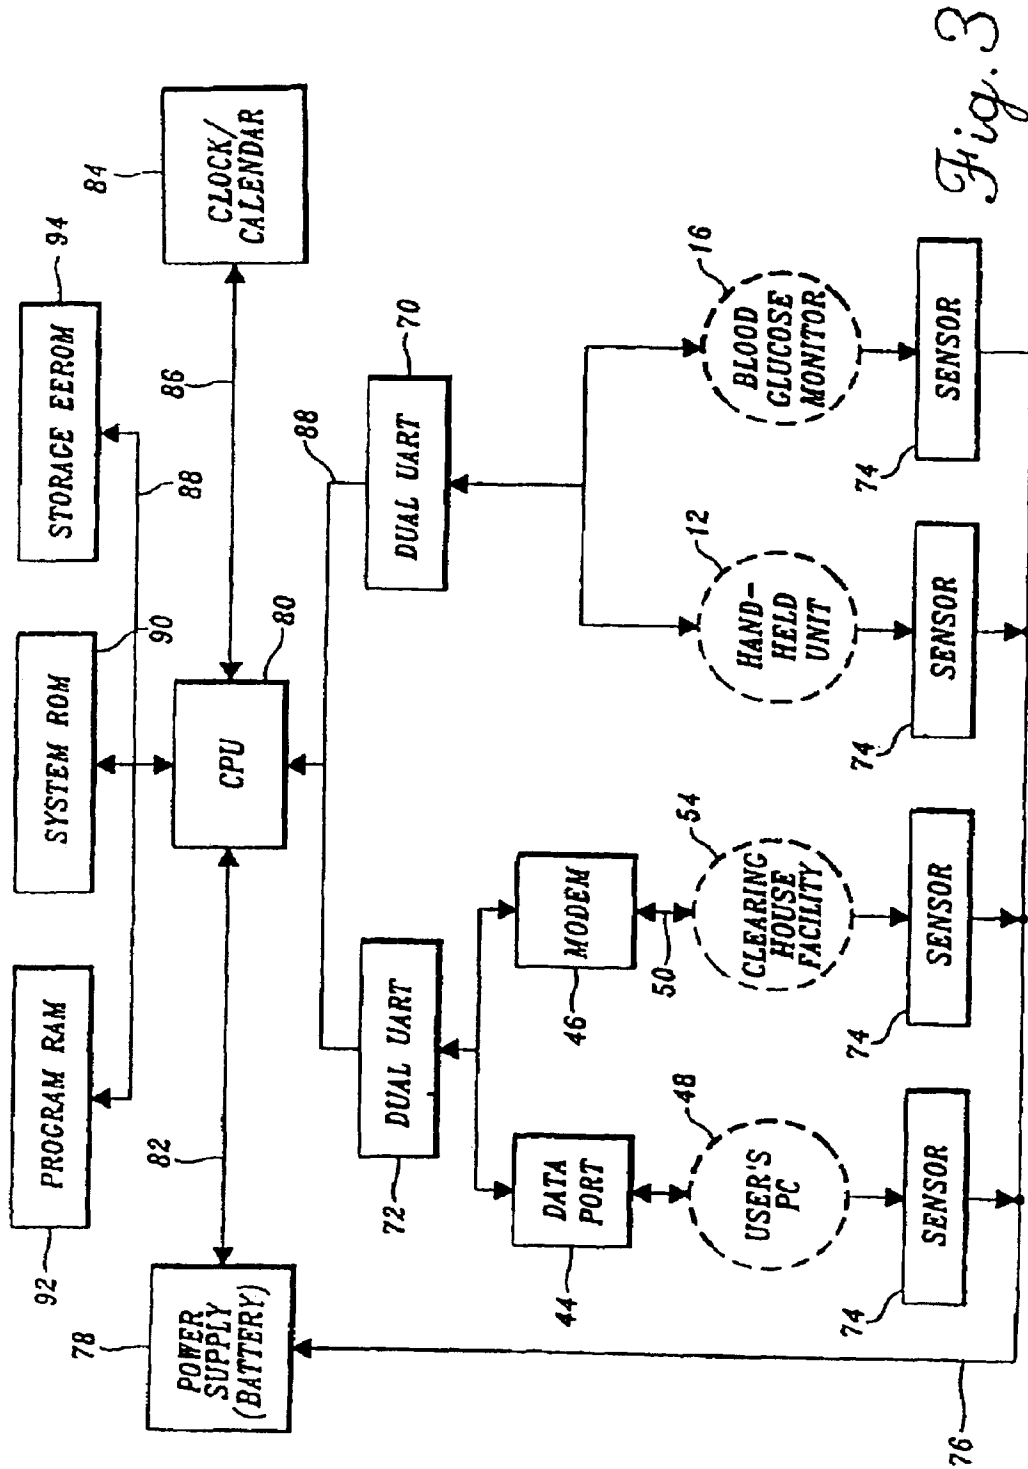 92
PROGRAM RAM
SYSTEM ROM
90
STORACE EEROM
94
88
78
POWER
SUPPLY
(BATTERY)
82
CPU
80
86
CLOCK/
CALENDAR
84
88
72
DUAL UART
DUAL UART
70
44
DATA
PORT
46
MODEM
50
USER'S
PC
48
CLEARING
HOUSE
FACILITY
54
HAND-
HELD
UNIT
12
BLOOD
GLUCOSE
MONITOR
16
74
SENSOR
74
SENSOR
74
SENSOR
74
SENSOR
76
Fig. 3